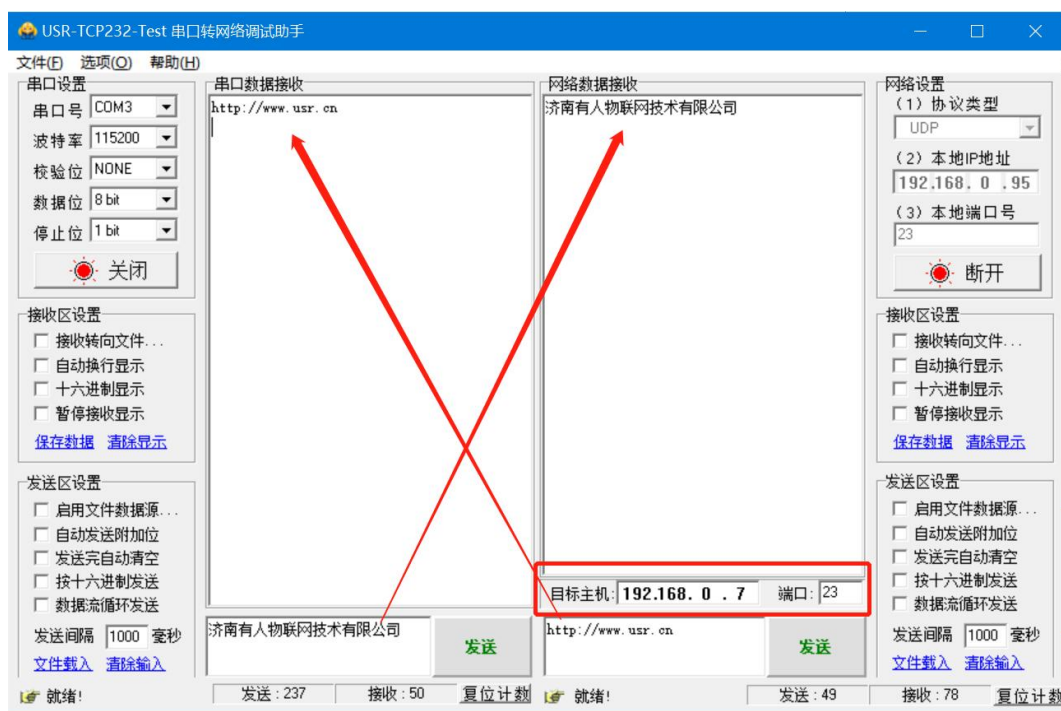 USR-TCP232-Test 串口转网络调试助手
文件(F) 选项(O) 帮助(H)
串口设置
串口号 COM3
波特率 115200
校验位 NONE
数据位 8 bit
停止位 1 bit
关闭
接收区设置
接收转向文件...
自动换行显示
十六进制显示
暂停接收显示
保存数据 清除显示
发送区设置
启用文件数据源...
自动发送附加位
发送完自动清空
按十六进制发送
数据流循环发送
发送间隔 1000 毫秒
文件载入 清除输入
串口数据接收
http://www.usr.cn
济南有人物联网技术有限公司
发送
网络数据接收
济南有人物联网技术有限公司
目标主机: 192.168. 0 . 7 端口: 23
http://www.usr.cn
发送
网络设置
(1) 协议类型
UDP
(2) 本地IP地址
192.168. 0 .95
(3) 本地端口号
23
断开
接收区设置
接收转向文件...
自动换行显示
十六进制显示
暂停接收显示
保存数据 清除显示
发送区设置
启用文件数据源...
自动发送附加位
发送完自动清空
按十六进制发送
数据流循环发送
发送间隔 1000 毫秒
文件载入 清除输入
就绪! 发送 : 237 接收 : 50 复位计数
就绪! 发送 : 49 接收 : 78 复位计数